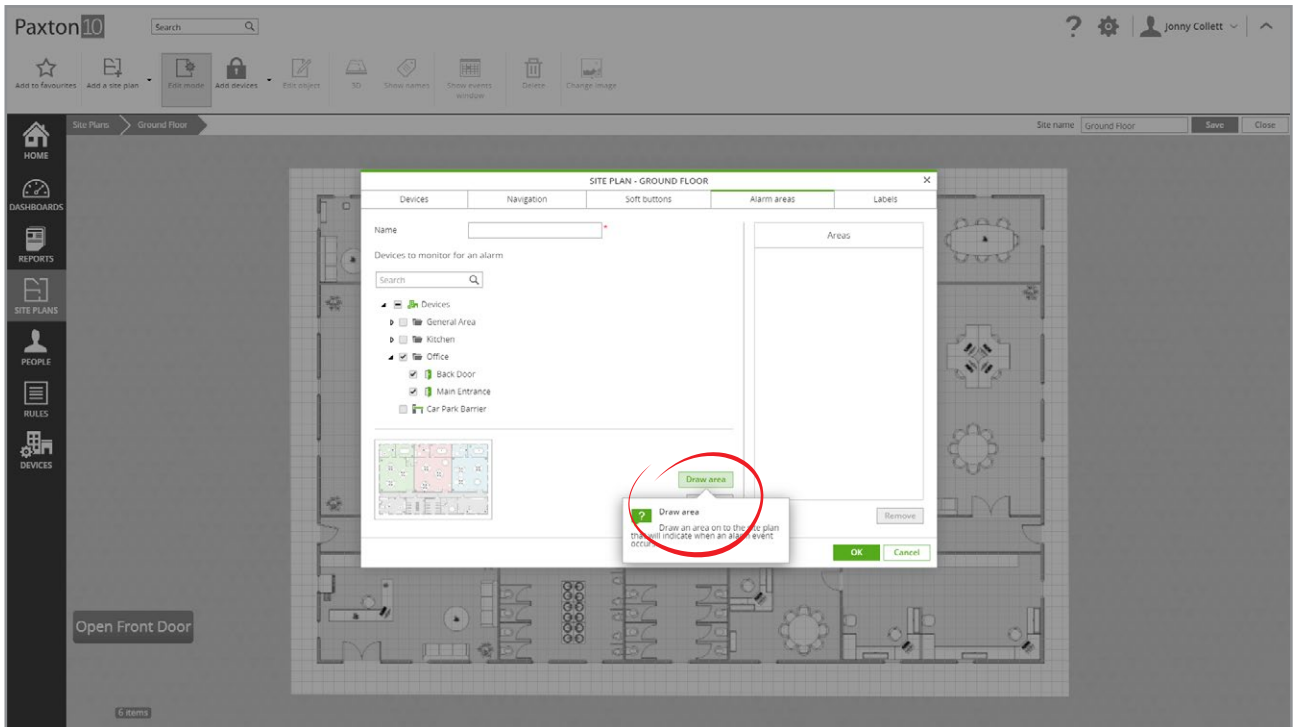 Paxton10
Search
Jonny Collett
Add to favourites
Add a site plan
Edit mode
Add devices
Edit object
3D
Show names
Show events
window
Delete
Change image
Site Plans
Ground Floor
Site name
Ground Floor
Save
Close
HOME
DASHBOARDS
REPORTS
SITE PLANS
PEOPLE
RULES
DEVICES
SITE PLAN - GROUND FLOOR
Devices
Navigation
Soft buttons
Alarm areas
Labels
Name
*
Areas
Devices to monitor for an alarm
Search
Devices
General Area
Kitchen
Office
Back Door
Main Entrance
Car Park Barrier
Draw area
? Draw area
Draw an area on to the site plan
that will indicate when an alarm event
occurs
Remove
OK
Cancel
Open Front Door
6 items